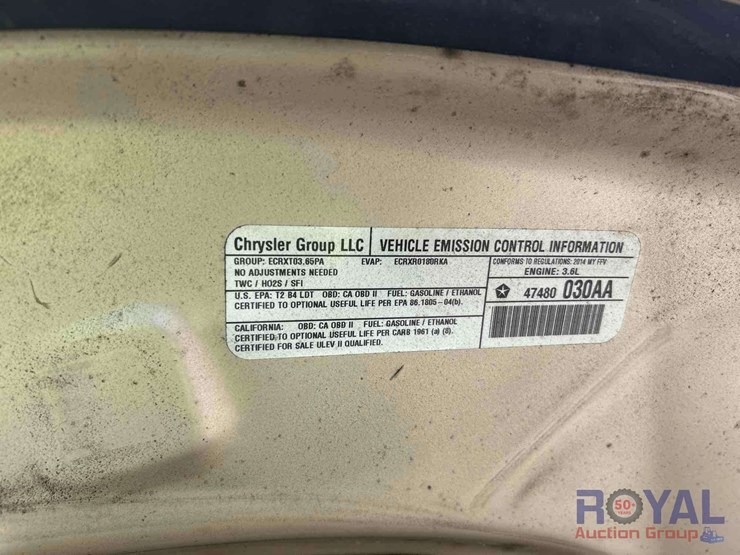 Chrysler Group LLC VEHICLE EMISSION CONTROL INFORMATION
GROUP: ECRXT03.65PA EVAP: ECRXR0180RKA
NO ADJUSTMENTS NEEDED
TWC / HO2S / SFI
CONFORMS TO REGULATIONS: 2014 MY FFV
ENGINE: 3.6L
U.S. EPA: T2 B4 LDT OBD: CA OBD II FUEL: GASOLINE / ETHANOL
CERTIFIED TO OPTIONAL USEFUL LIFE PER EPA 86.1805-04(b).
47480 030AA
CALIFORNIA: OBD: CA OBD II FUEL: GASOLINE / ETHANOL
CERTIFIED TO OPTIONAL USEFUL LIFE PER CARB 1961 (a) (8).
CERTIFIED FOR SALE ULEV II QUALIFIED.
ROYAL
50+
YEARS
Auction Group